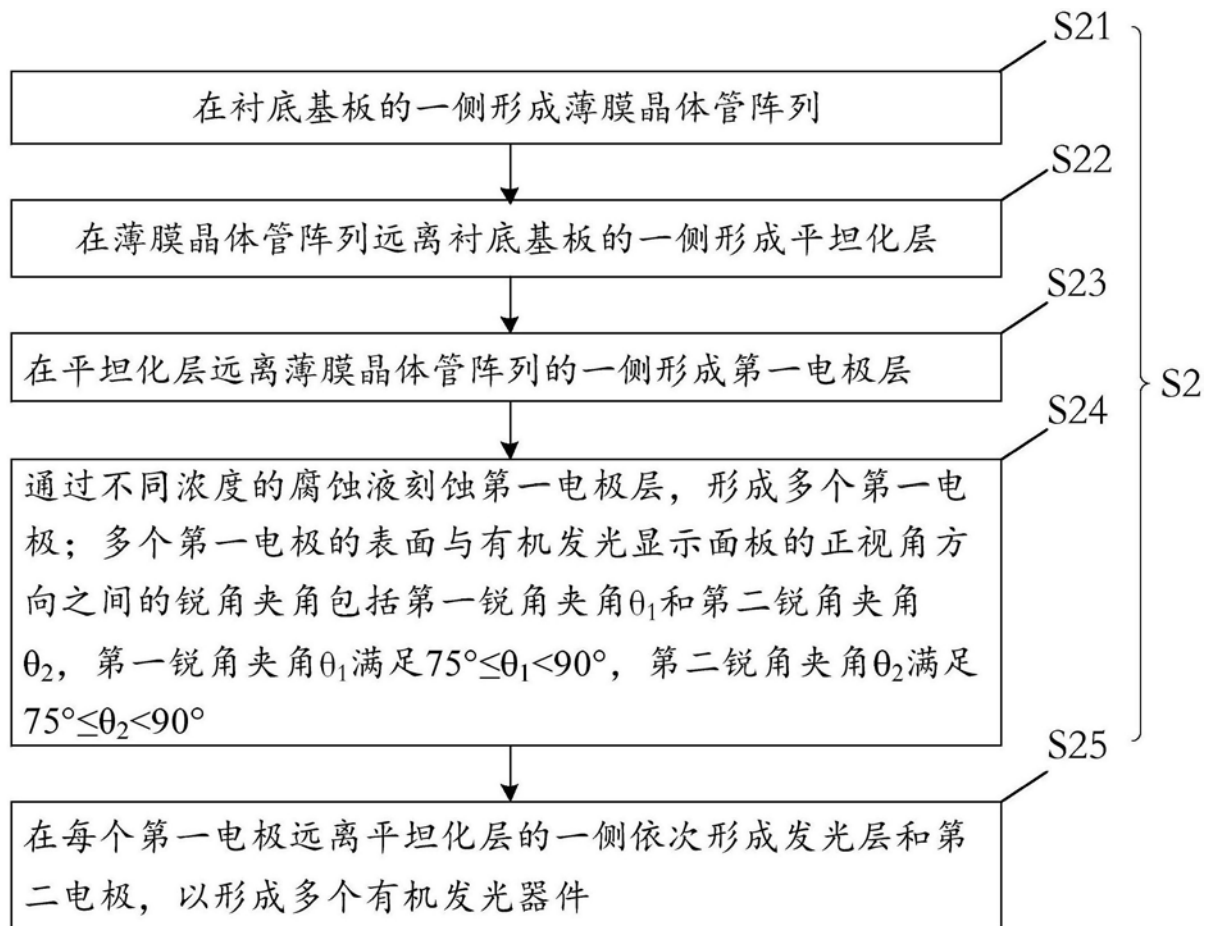 S21
在衬底基板的一侧形成薄膜晶体管阵列
S22
在薄膜晶体管阵列远离衬底基板的一侧形成平坦化层
S23
在平坦化层远离薄膜晶体管阵列的一侧形成第一电极层
S2
S24
通过不同浓度的腐蚀液刻蚀第一电极层，形成多个第一电
极；多个第一电极的表面与有机发光显示面板的正视角方
向之间的锐角夹角包括第一锐角夹角θ₁和第二锐角夹角
θ₂，第一锐角夹角θ₁满足75°≤θ₁<90°，第二锐角夹角θ₂满足
75°≤θ₂<90°
S25
在每个第一电极远离平坦化层的一侧依次形成发光层和第
二电极，以形成多个有机发光器件